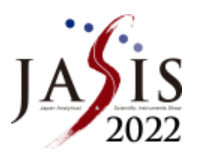 JASIS
Japan Analytical & Scientific Instruments Show
2022